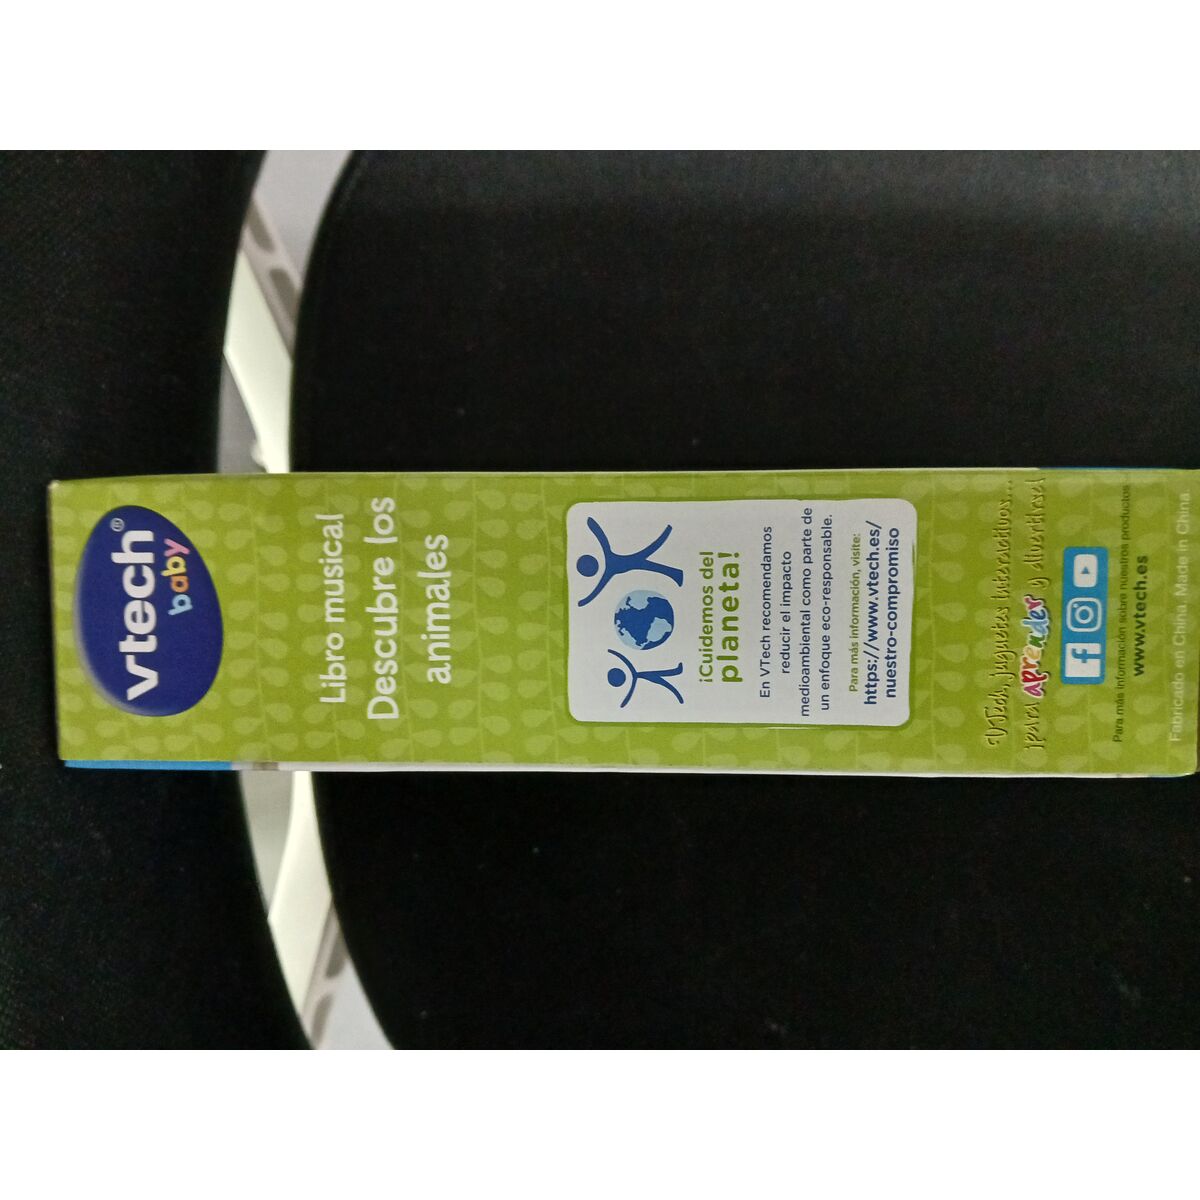 vtech®
baby
Libro musical
Descubre los
animales
¡Cuidemos del
planeta!
En VTech recomendamos
reducir el impacto
medioambiental como parte de
un enfoque eco-responsable.
Para más información, visite:
https://www.vtech.es/
nuestro-compromiso
VTech, juguetes interactivos...
¡para aprender y divertirse!
Para más información sobre nuestros productos
www.vtech.es
Fabricado en China. Made in China.